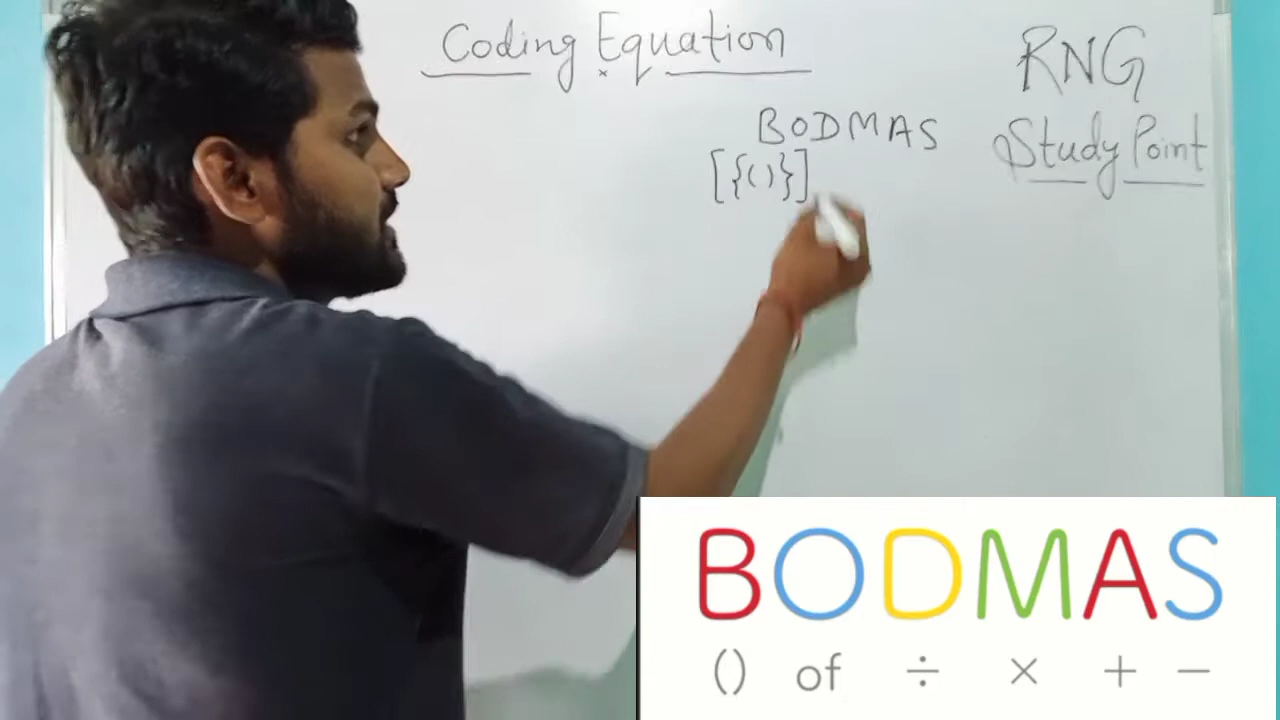 Coding Equation
RNG
Study Point
BODMAS
[{()}]
BODMAS
() of ÷ × + −